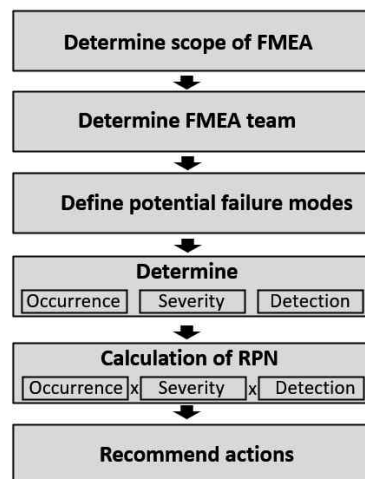 Determine scope of FMEA
Determine FMEA team
Define potential failure modes
Determine
Occurrence Severity Detection
Calculation of RPN
Occurrence x Severity x Detection
Recommend actions